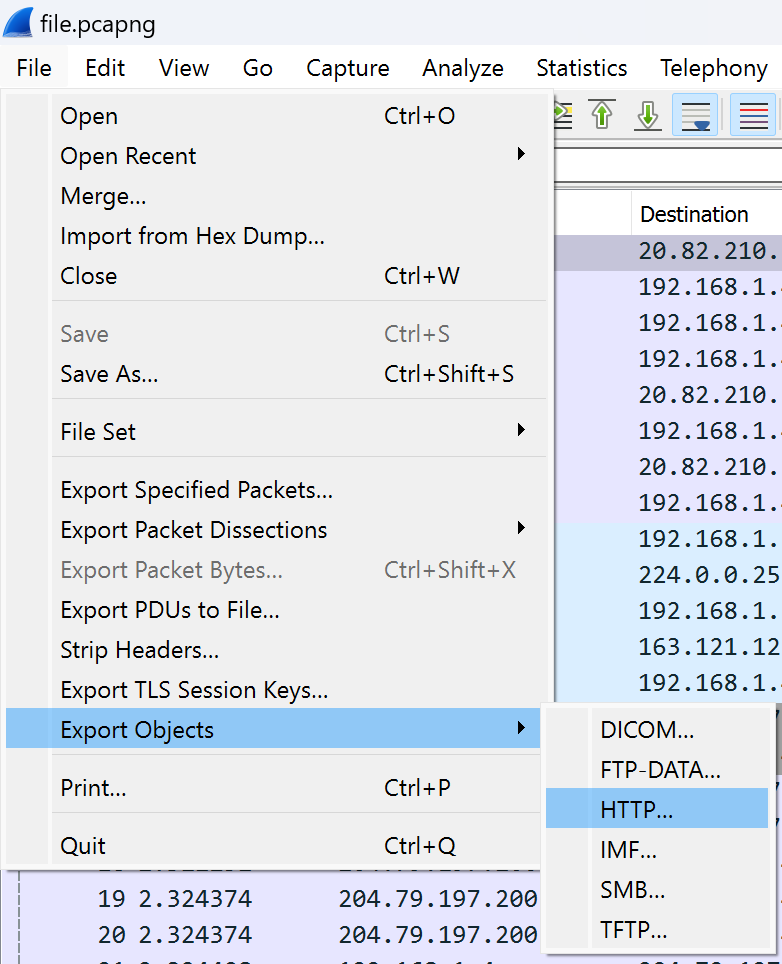 file.pcapng
File Edit View Go Capture Analyze Statistics Telephony
Open Ctrl+O
Open Recent
Merge...
Import from Hex Dump...
Close Ctrl+W
Save Ctrl+S
Save As... Ctrl+Shift+S
File Set
Export Specified Packets...
Export Packet Dissections
Export Packet Bytes... Ctrl+Shift+X
Export PDUs to File...
Strip Headers...
Export TLS Session Keys...
Export Objects
Print... Ctrl+P
Quit Ctrl+Q
DICOM...
FTP-DATA...
HTTP...
IMF...
SMB...
TFTP...
Destination
20.82.210.
192.168.1.
192.168.1.
192.168.1.
20.82.210.
192.168.1.
20.82.210.
192.168.1.
192.168.1.
224.0.0.25
192.168.1.
163.121.12
192.168.1.
19 2.324374 204.79.197.200
20 2.324374 204.79.197.200